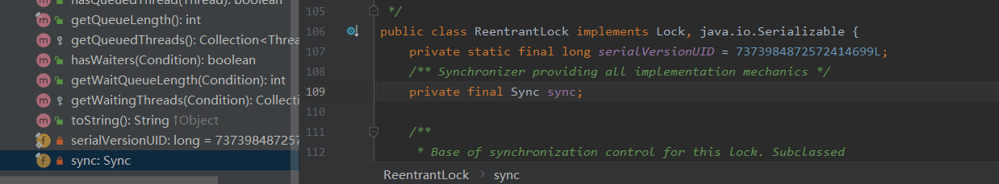 hasQueuedThread(Thread): boolean
getQueueLength(): int
getQueuedThreads(): Collection<Threa
hasWaiters(Condition): boolean
getWaitQueueLength(Condition): int
getWaitingThreads(Condition): Collecti
toString(): String ↑Object
serialVersionUID: long = 737398487257
sync: Sync
105 */
106 public class ReentrantLock implements Lock, java.io.Serializable {
107 private static final long serialVersionUID = 7373984872572414699L;
108 /** Synchronizer providing all implementation mechanics */
109 private final Sync sync;
110
111 /**
112 * Base of synchronization control for this lock. Subclassed
ReentrantLock › sync